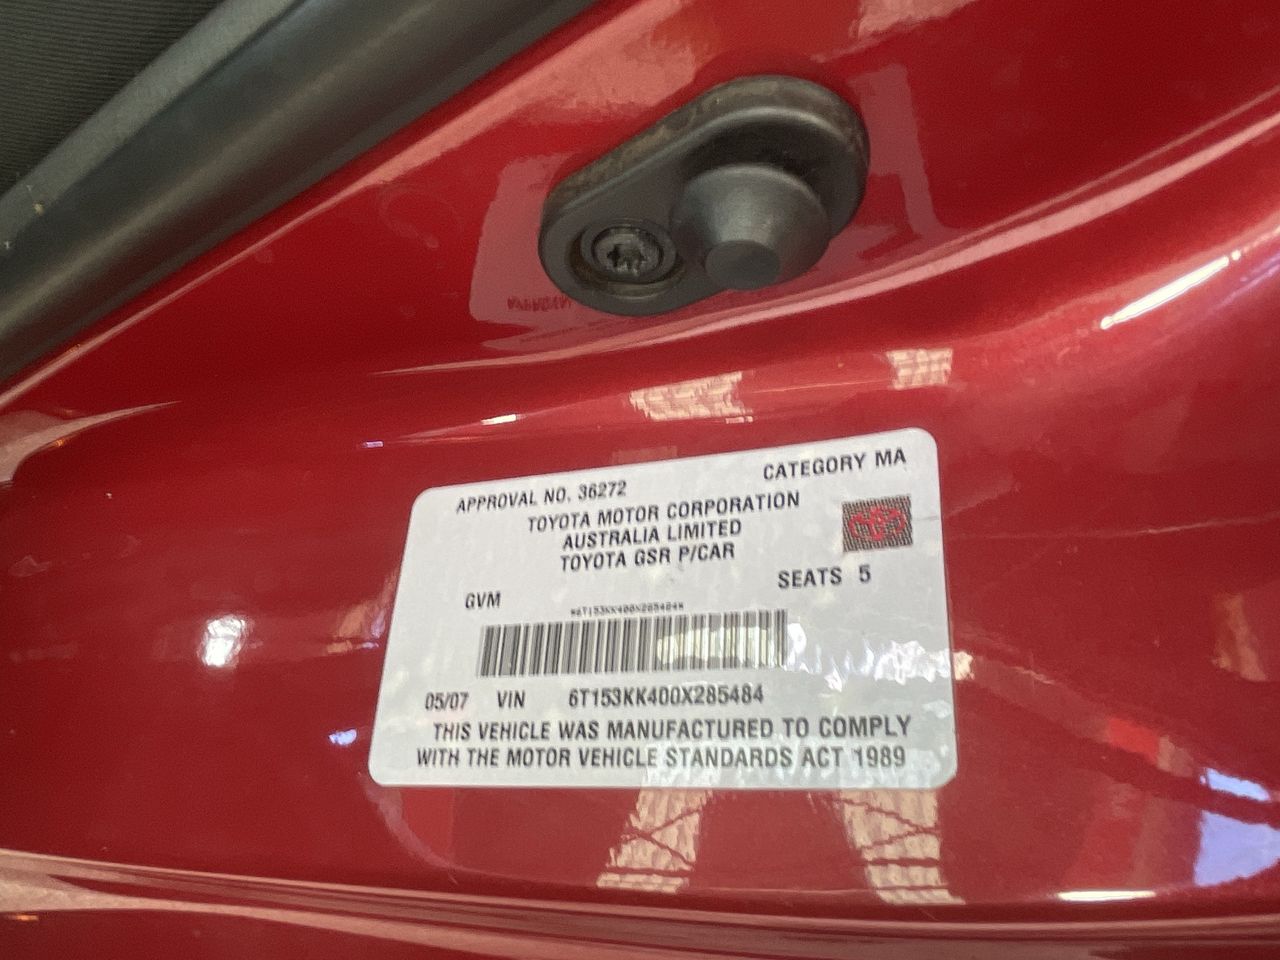 APPROVAL NO. 36272 CATEGORY MA
TOYOTA MOTOR CORPORATION
AUSTRALIA LIMITED
TOYOTA GSR P/CAR
SEATS 5
GVM
*6T153KK400X285484*
05/07 VIN 6T153KK400X285484
THIS VEHICLE WAS MANUFACTURED TO COMPLY
WITH THE MOTOR VEHICLE STANDARDS ACT 1989